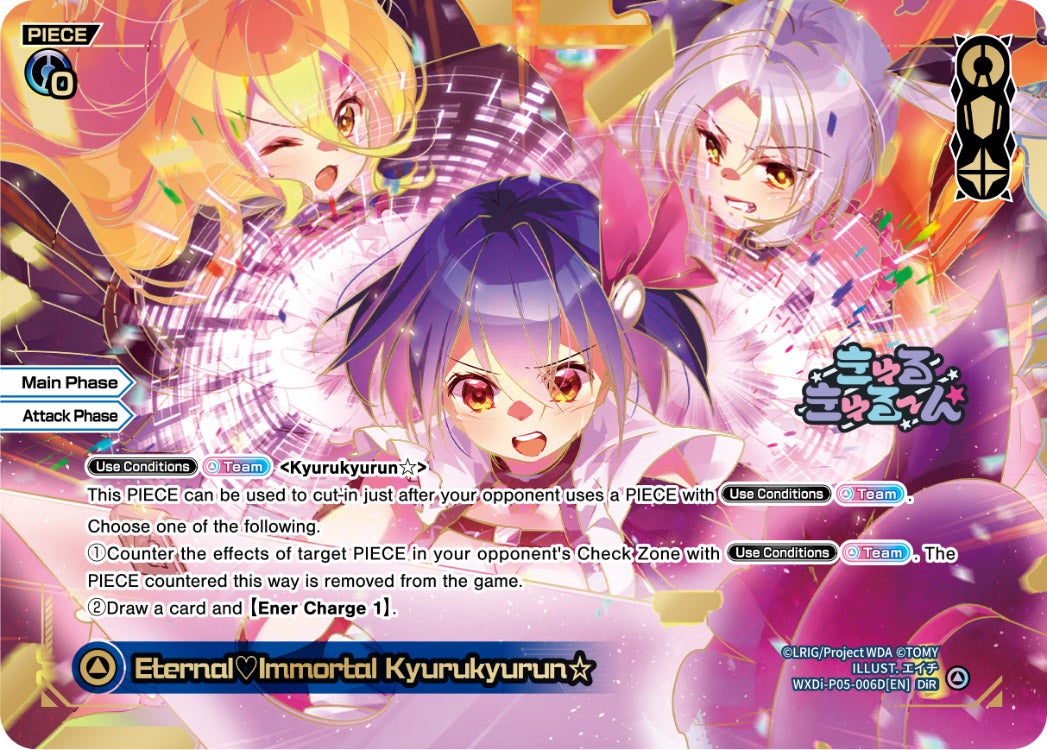 PIECE
0
きゅる
きゅる〜ん
Main Phase
Attack Phase
Use Conditions Team <Kyurukyurun☆>
This PIECE can be used to cut-in just after your opponent uses a PIECE with Use Conditions Team .
Choose one of the following.
①Counter the effects of target PIECE in your opponent's Check Zone with Use Conditions Team . The
PIECE countered this way is removed from the game.
②Draw a card and 【Ener Charge 1】.
Eternal♡Immortal Kyurukyurun☆
©LRIG/Project WDA ©TOMY
ILLUST. エイチ
WXDi-P05-006D[EN] DiR